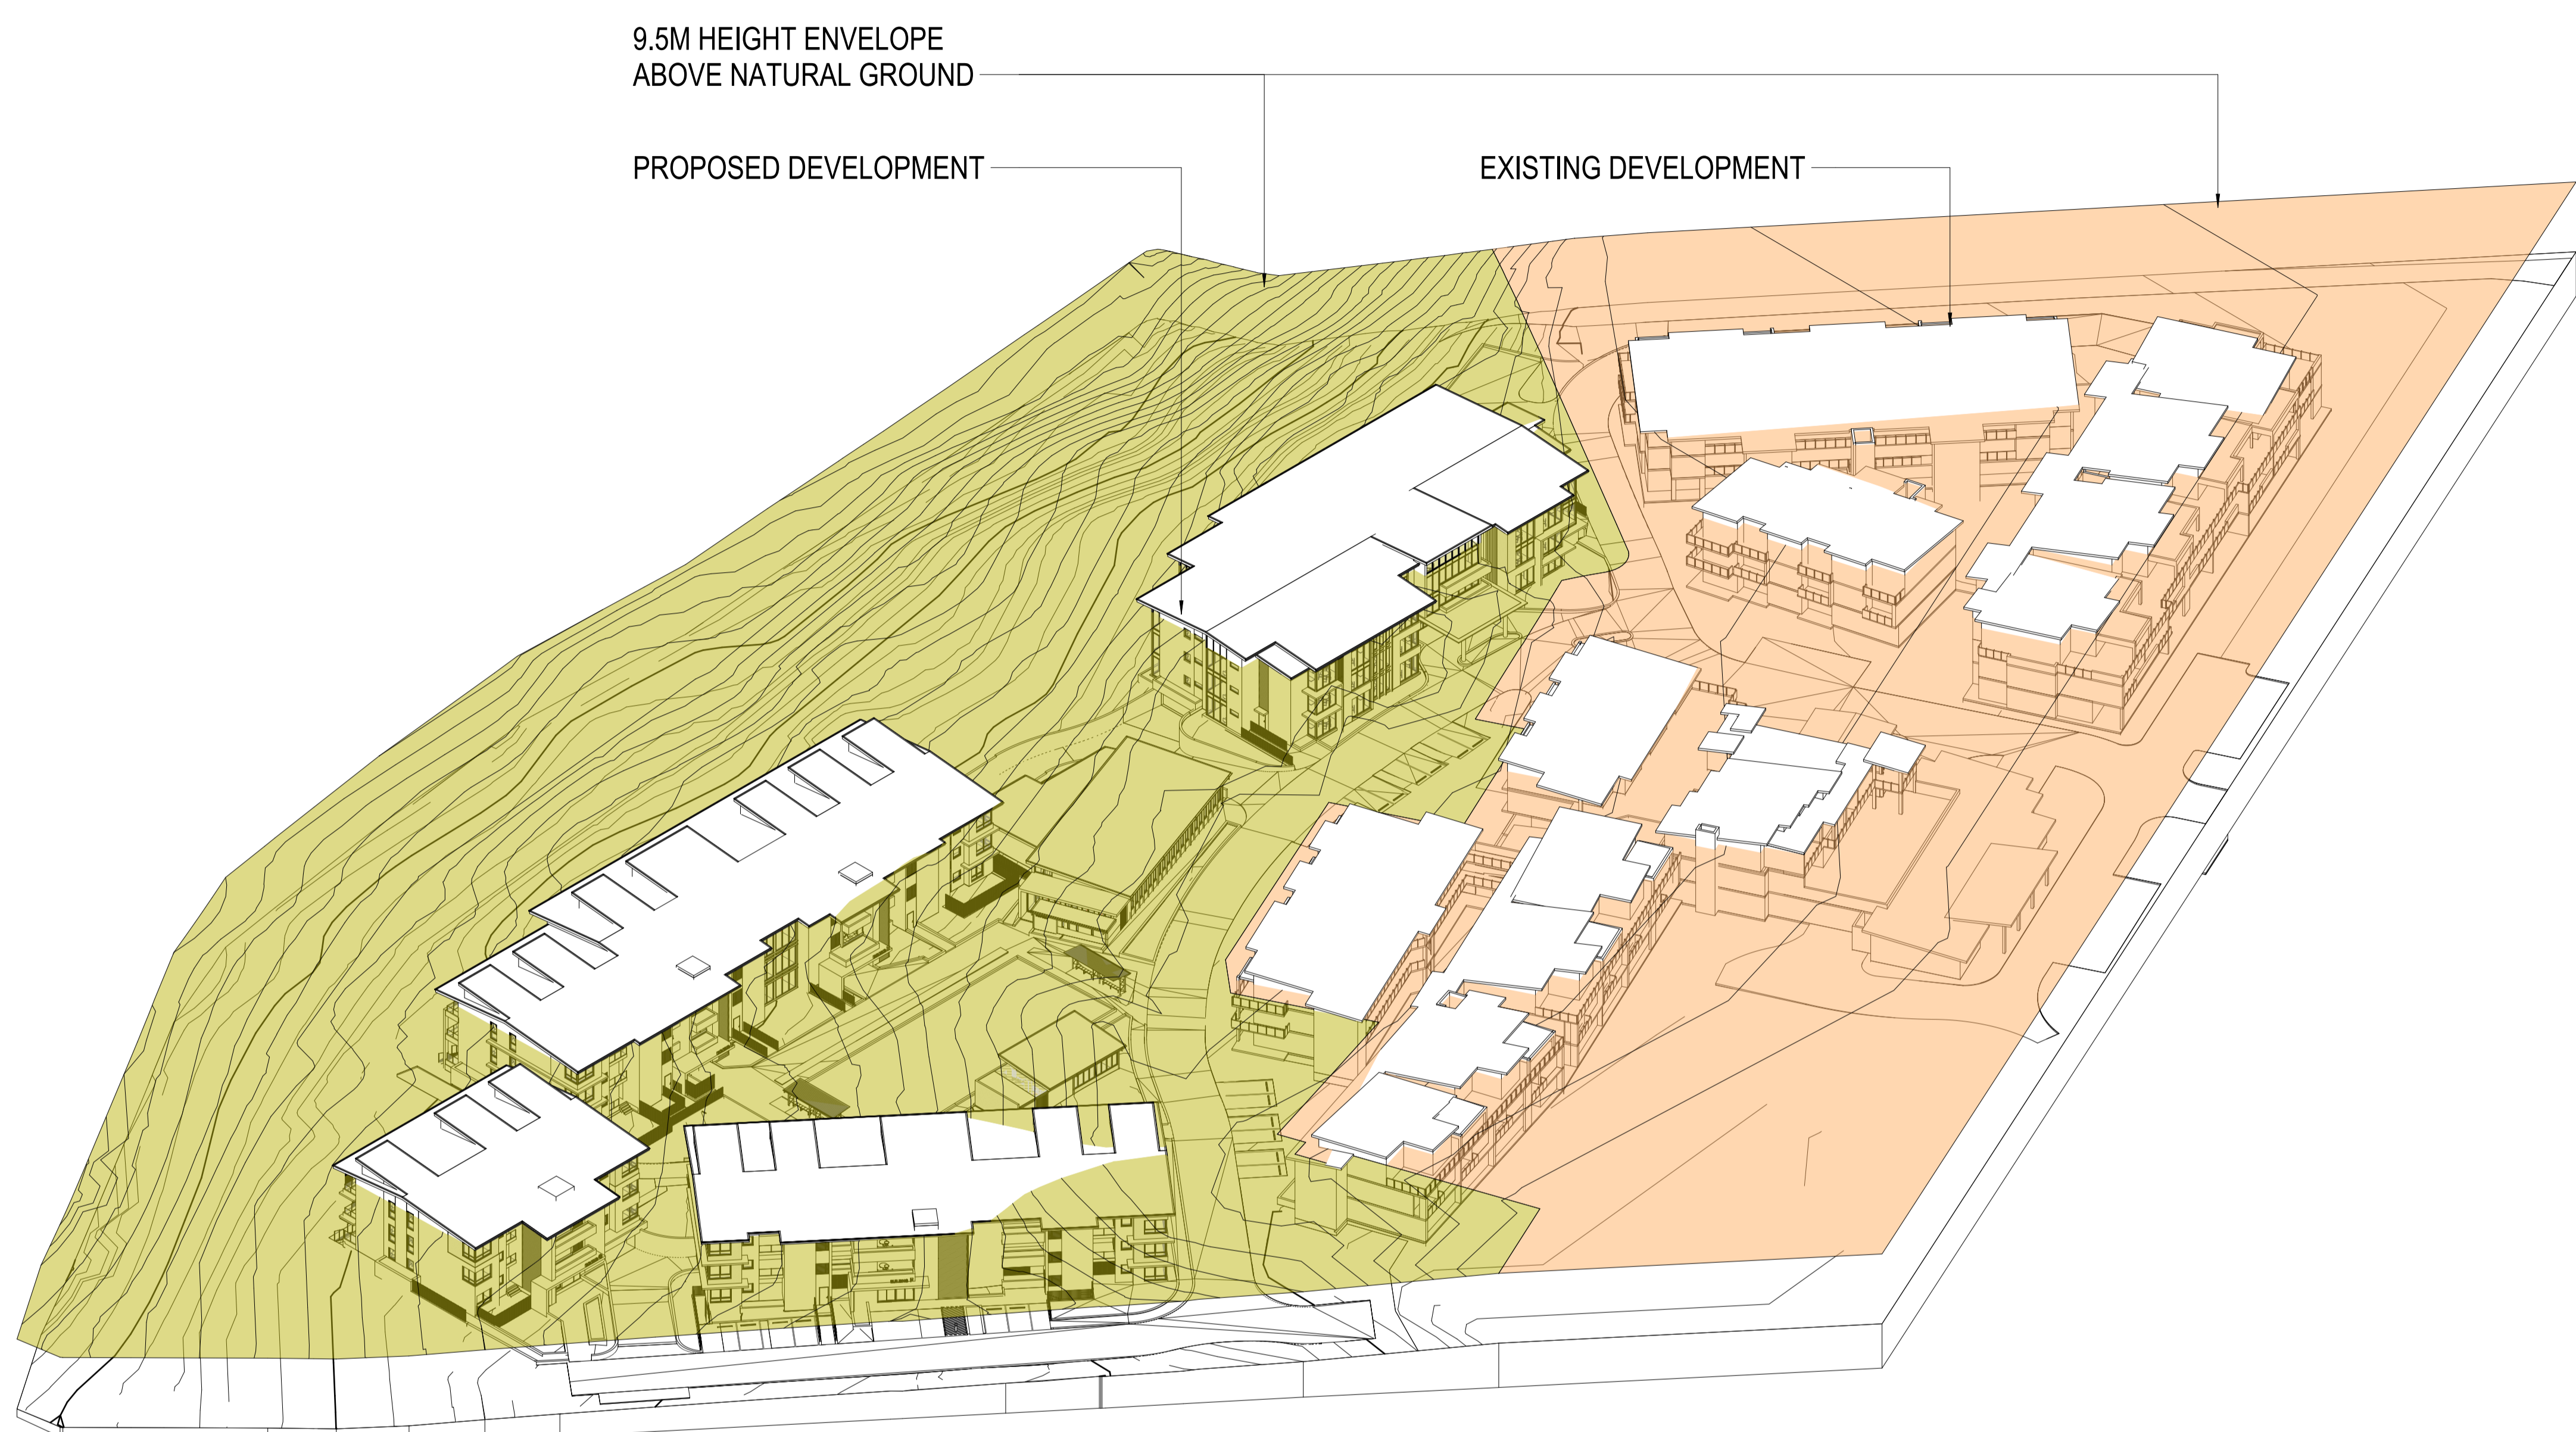 9.5M HEIGHT ENVELOPE
ABOVE NATURAL GROUND
PROPOSED DEVELOPMENT
EXISTING DEVELOPMENT